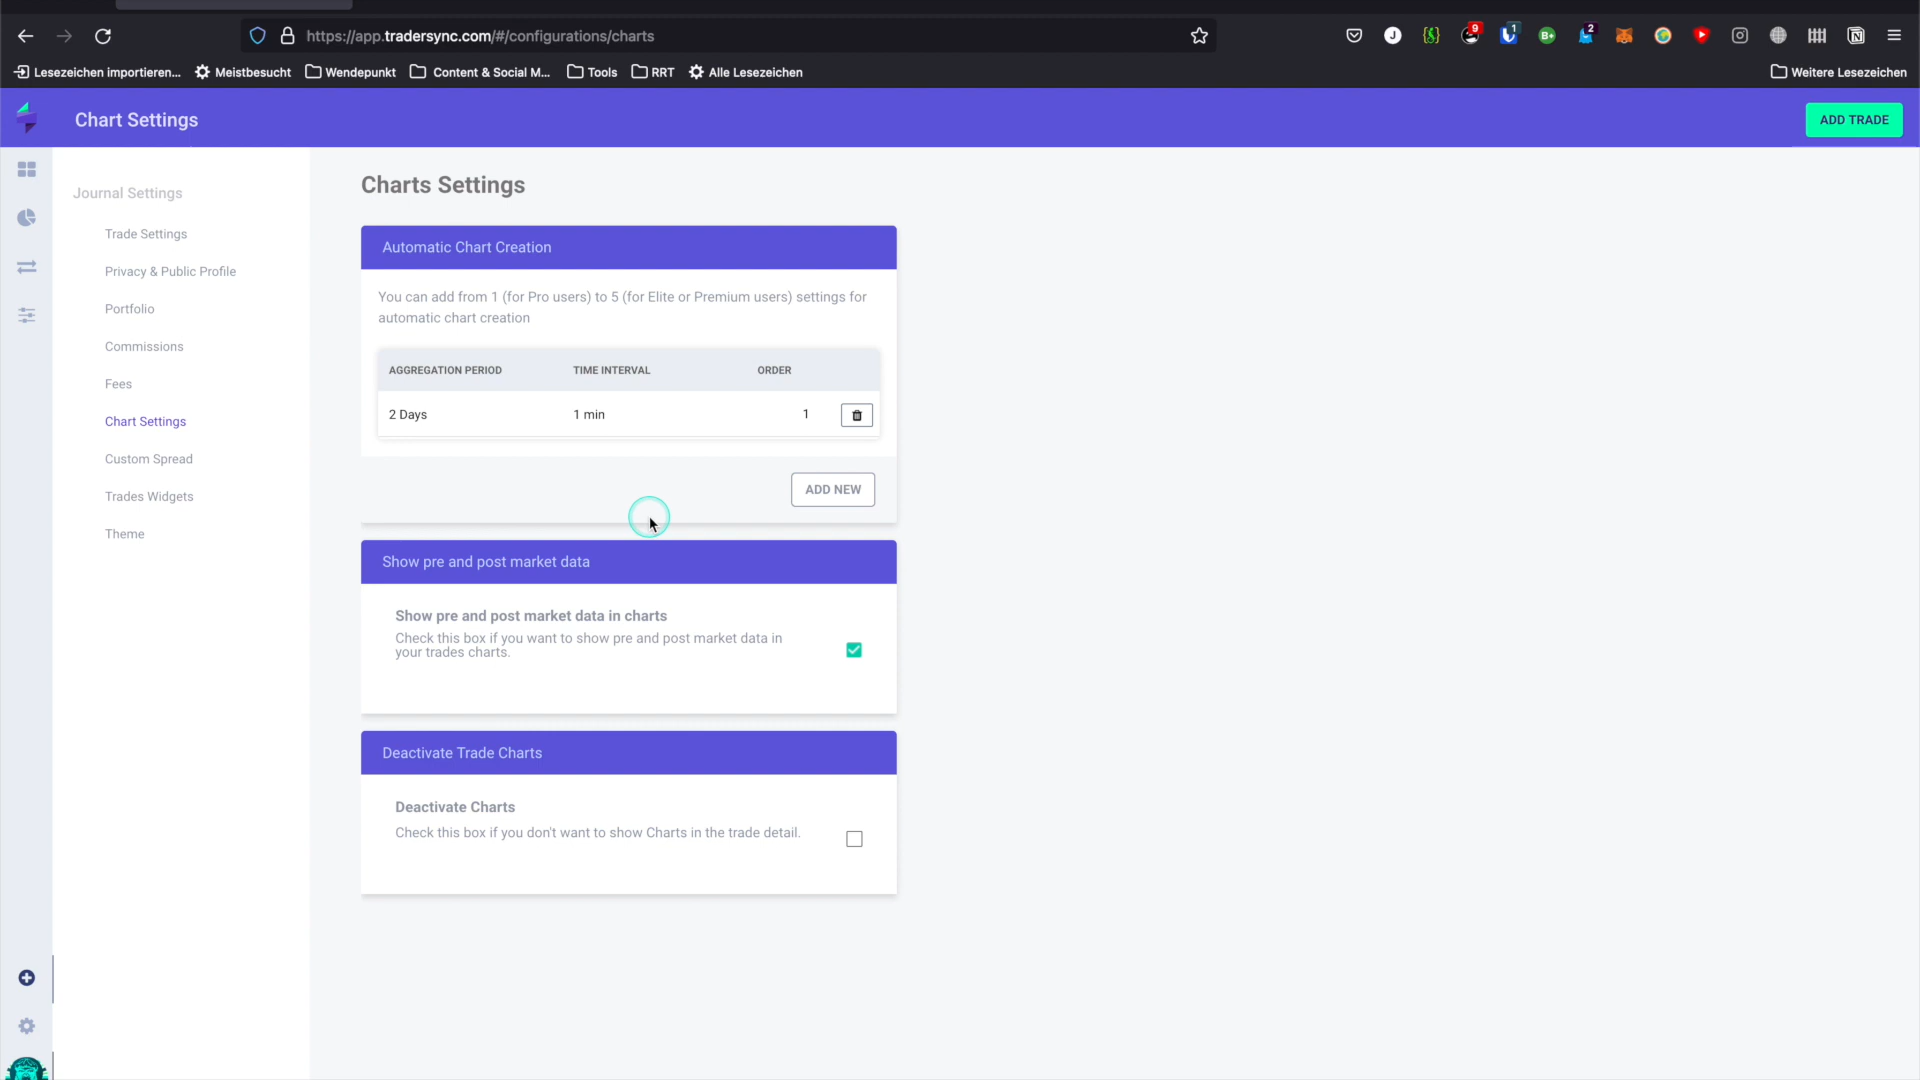 https://app.tradersync.com/#/configurations/charts
9
1
2
Lesezeichen importieren...
Meistbesucht
Wendepunkt
Content & Social M...
Tools
RRT
Alle Lesezeichen
Weitere Lesezeichen
Chart Settings
ADD TRADE
Journal Settings
Trade Settings
Privacy & Public Profile
Portfolio
Commissions
Fees
Chart Settings
Custom Spread
Trades Widgets
Theme
Charts Settings
Automatic Chart Creation
You can add from 1 (for Pro users) to 5 (for Elite or Premium users) settings for
automatic chart creation
AGGREGATION PERIOD TIME INTERVAL ORDER
2 Days 1 min 1
ADD NEW
Show pre and post market data
Show pre and post market data in charts
Check this box if you want to show pre and post market data in
your trades charts.
Deactivate Trade Charts
Deactivate Charts
Check this box if you don't want to show Charts in the trade detail.